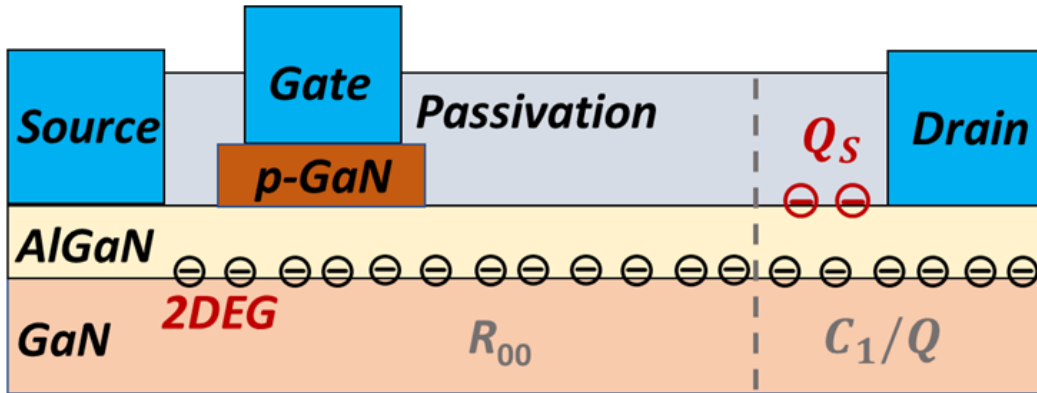 Source
Gate
Passivation
Q_S
Drain
p-GaN
AlGaN
2DEG
GaN
R_00
C_1/Q